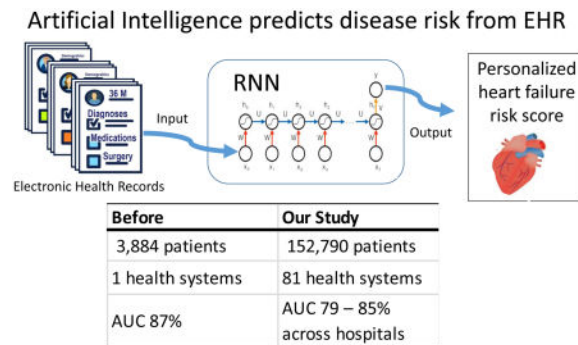 Artificial Intelligence predicts disease risk from EHR
36 M
Diagnoses
Medications
Surgery
Electronic Health Records
Input
RNN
Y
V
U U U U
W W W W W
Output
Personalized
heart failure
risk score
Before Our Study
3,884 patients 152,790 patients
1 health systems 81 health systems
AUC 87% AUC 79 – 85%
across hospitals